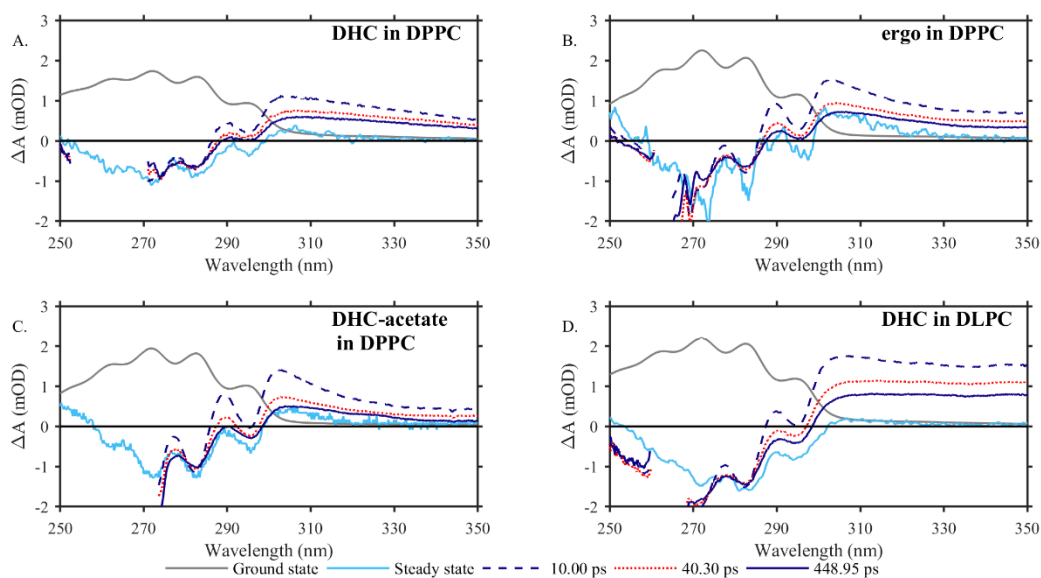 A.
DHC in DPPC
3
2
1
0
-1
-2
ΔA (mOD)
250 270 290 310 330 350
Wavelength (nm)
B.
ergo in DPPC
3
2
1
0
-1
-2
ΔA (mOD)
250 270 290 310 330 350
Wavelength (nm)
C.
DHC-acetate
in DPPC
3
2
1
0
-1
-2
ΔA (mOD)
250 270 290 310 330 350
Wavelength (nm)
D.
DHC in DLPC
3
2
1
0
-1
-2
ΔA (mOD)
250 270 290 310 330 350
Wavelength (nm)
Ground state Steady state 10.00 ps 40.30 ps 448.95 ps